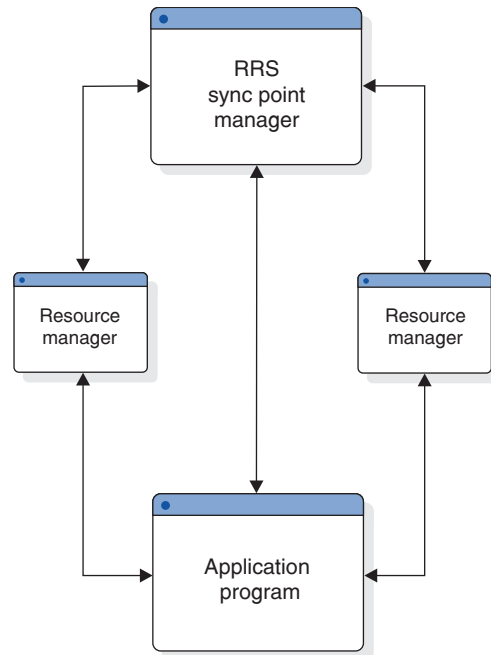 RRS
sync point
manager
Resource
manager
Resource
manager
Application
program